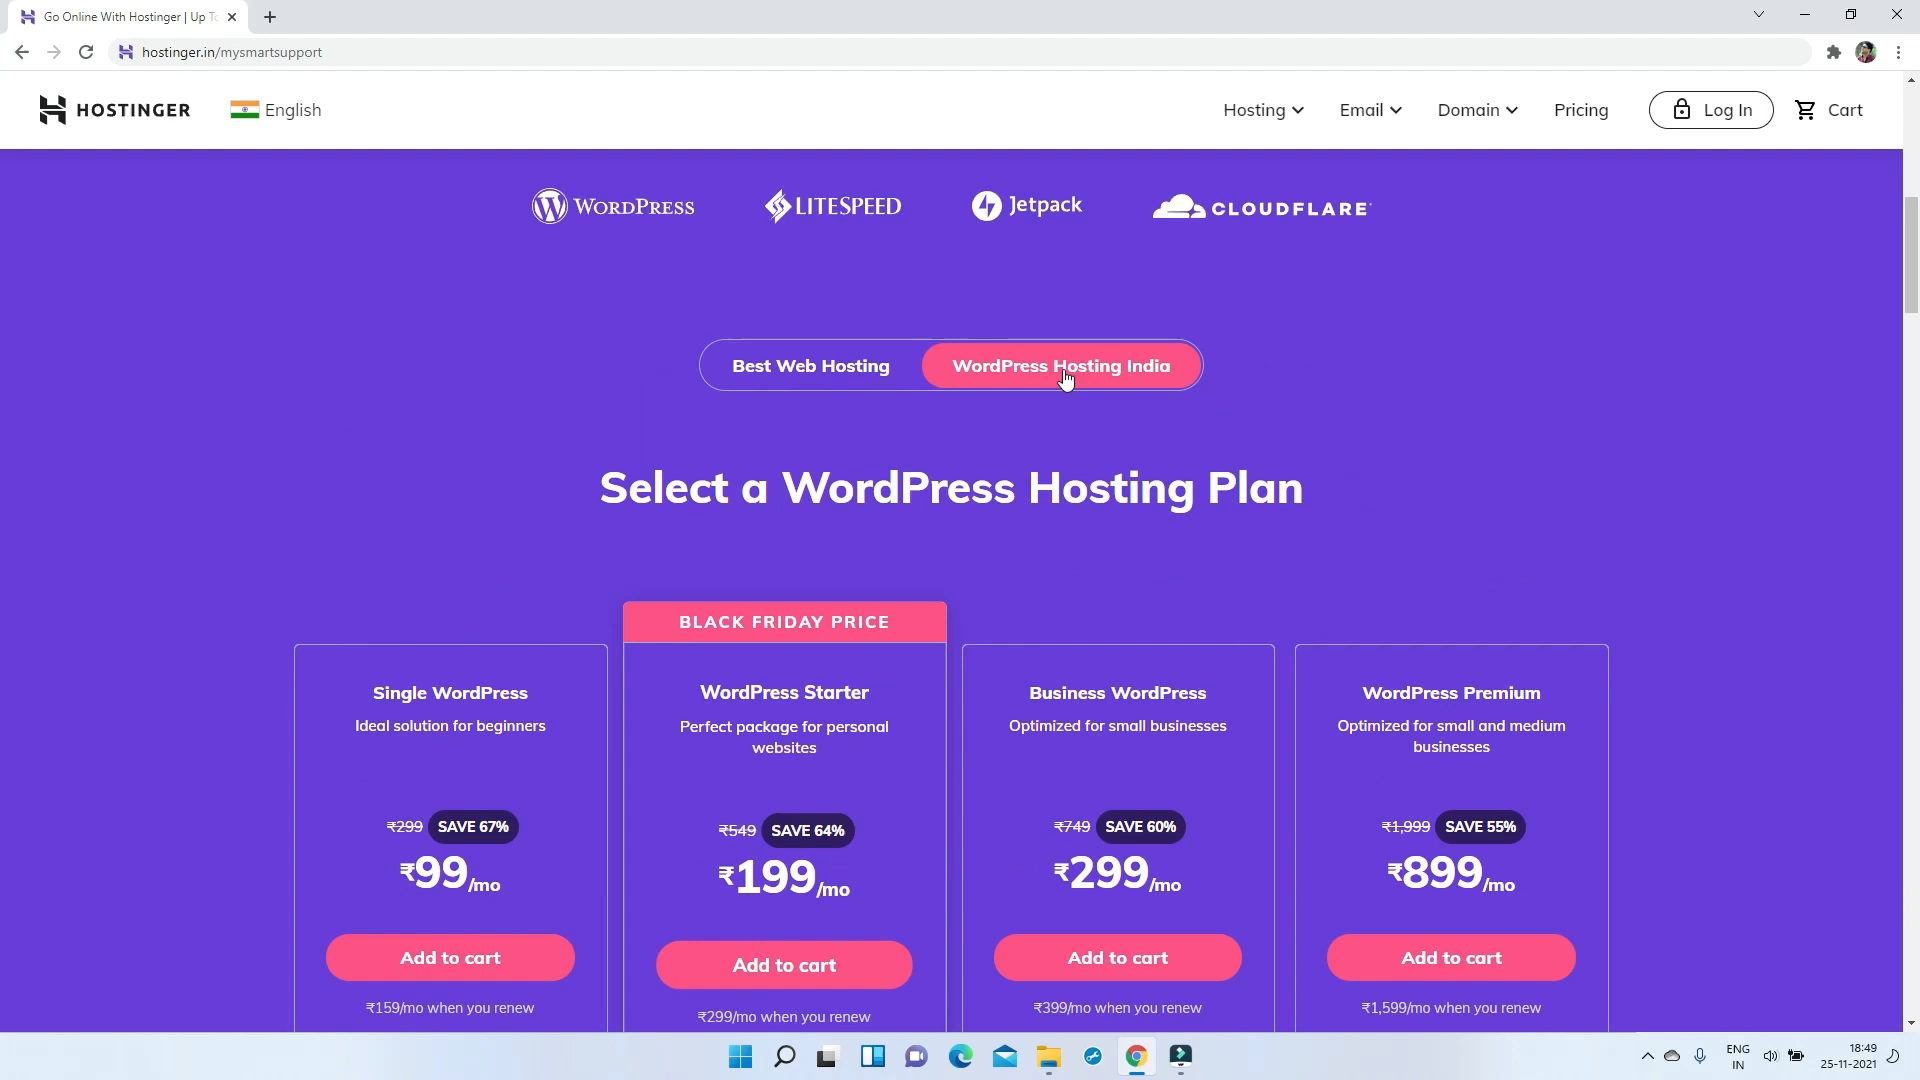 Go Online With Hostinger | Up To
hostinger.in/mysmartsupport
HOSTINGER
English
Hosting
Email
Domain
Pricing
Log In
Cart
WORDPRESS
LITESPEED
Jetpack
CLOUDFLARE
Best Web Hosting
WordPress Hosting India
Select a WordPress Hosting Plan
BLACK FRIDAY PRICE
Single WordPress
Ideal solution for beginners
₹299 SAVE 67%
₹99/mo
Add to cart
₹159/mo when you renew
WordPress Starter
Perfect package for personal
websites
₹549 SAVE 64%
₹199/mo
Add to cart
₹299/mo when you renew
Business WordPress
Optimized for small businesses
₹749 SAVE 60%
₹299/mo
Add to cart
₹399/mo when you renew
WordPress Premium
Optimized for small and medium
businesses
₹1,999 SAVE 55%
₹899/mo
Add to cart
₹1,599/mo when you renew
ENG
IN
18:49
25-11-2021